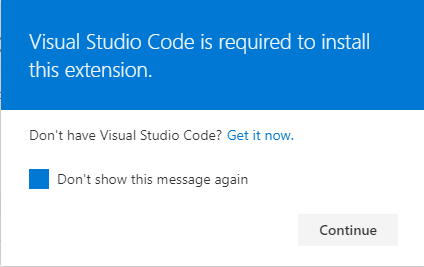 Visual Studio Code is required to install
this extension.
Don't have Visual Studio Code? Get it now.
Don't show this message again
Continue